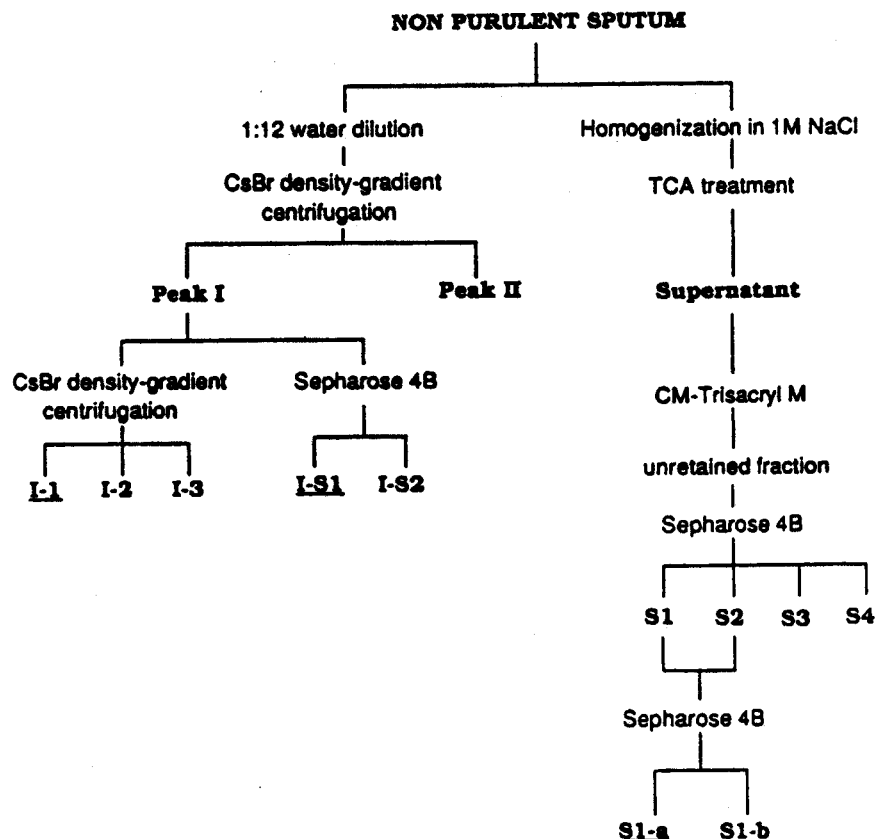 NON PURULENT SPUTUM
1:12 water dilution
CsBr density-gradient
centrifugation
Peak I
Peak II
CsBr density-gradient
centrifugation
I-1
I-2
I-3
Sepharose 4B
I-S1
I-S2
Homogenization in 1M NaCl
TCA treatment
Supernatant
CM-Trisacryl M
unretained fraction
Sepharose 4B
S1
S2
S3
S4
Sepharose 4B
S1-a
S1-b